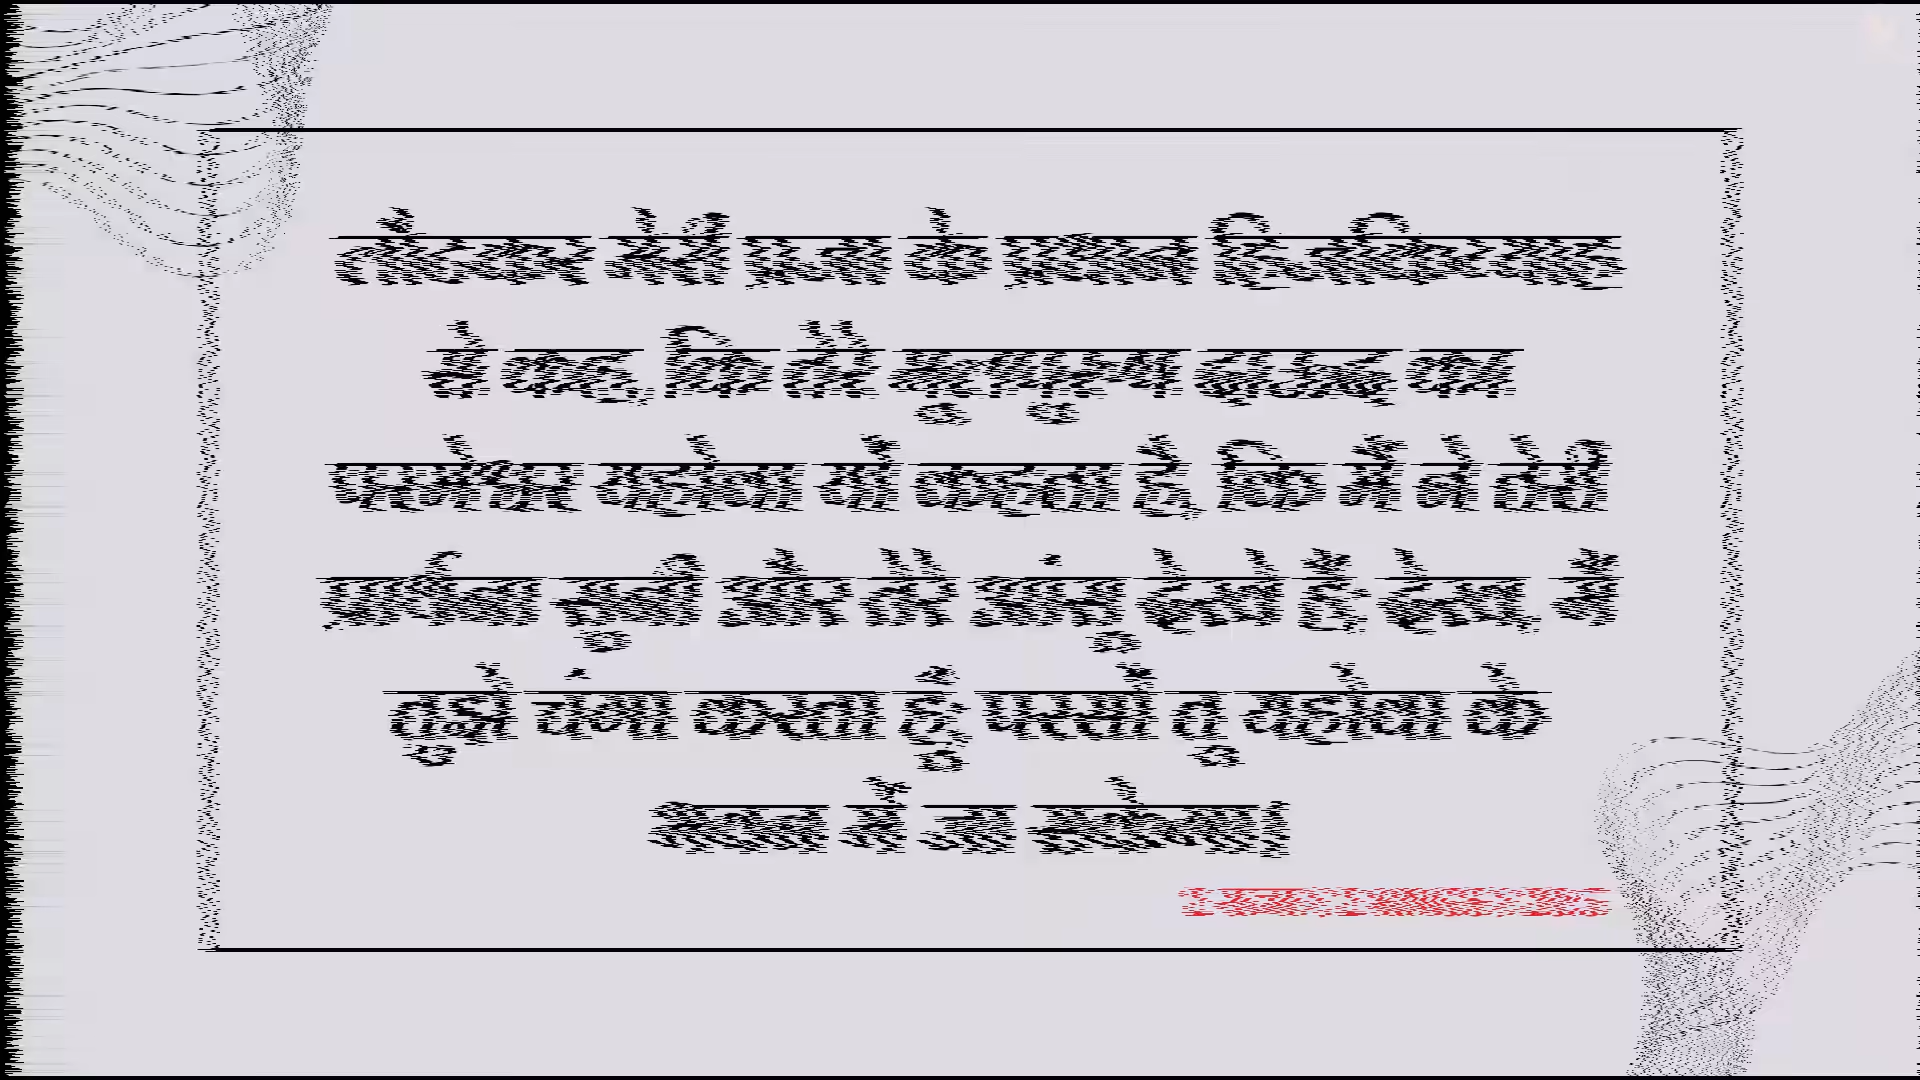 लौटकर मेरी प्रजा के प्रधान हिजकिय्याह
से कह, कि तेरे मूलपुरुष दाऊद का
परमेश्वर यहोवा यों कहता है, कि मैं ने तेरी
प्रार्थना सुनी और तेरे आंसू देखे हैं; देख, मैं
तुझे चंगा करता हूँ; परसों तू यहोवा के
भवन में जा सकेगा।